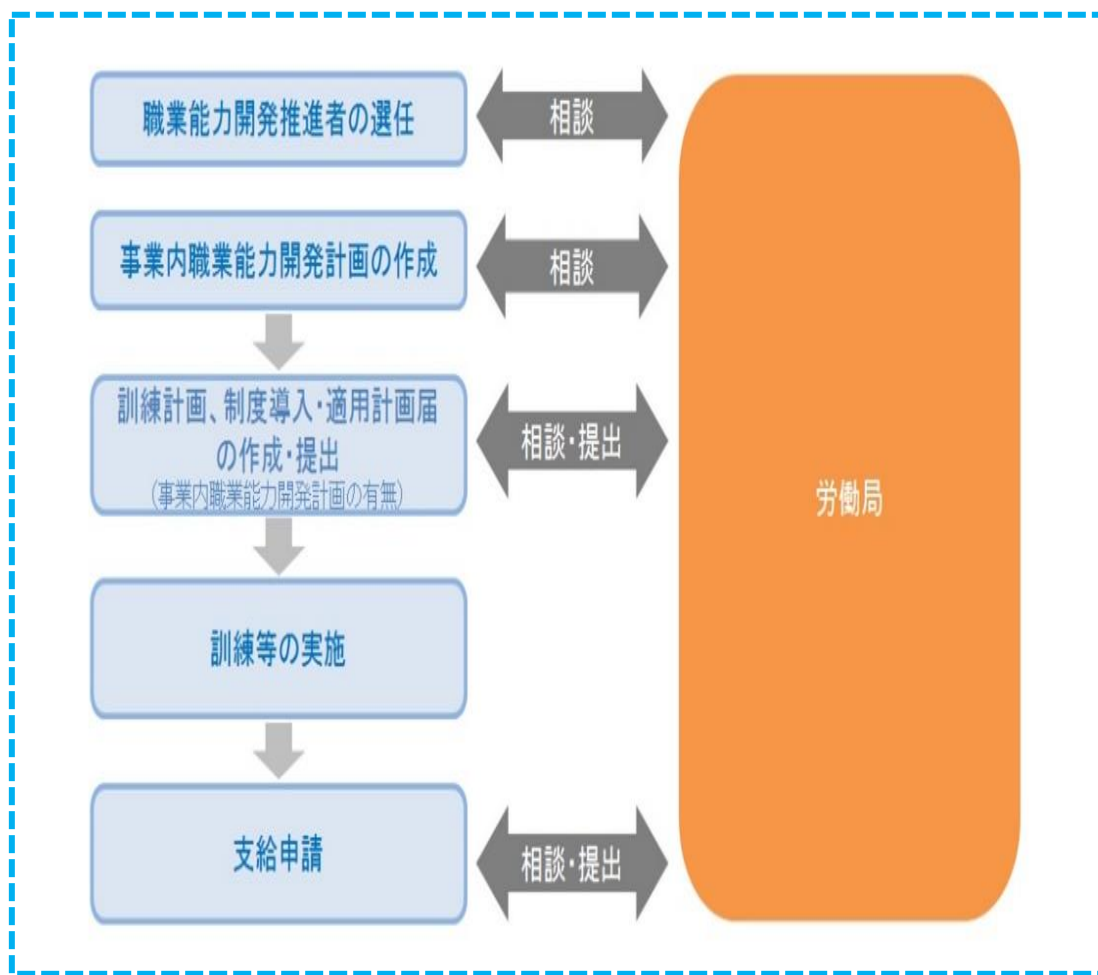 職業能力開発推進者の選任
相談
事業内職業能力開発計画の作成
相談
訓練計画、制度導入・適用計画届
の作成・提出
(事業内職業能力開発計画の有無)
相談・提出
労働局
訓練等の実施
支給申請
相談・提出